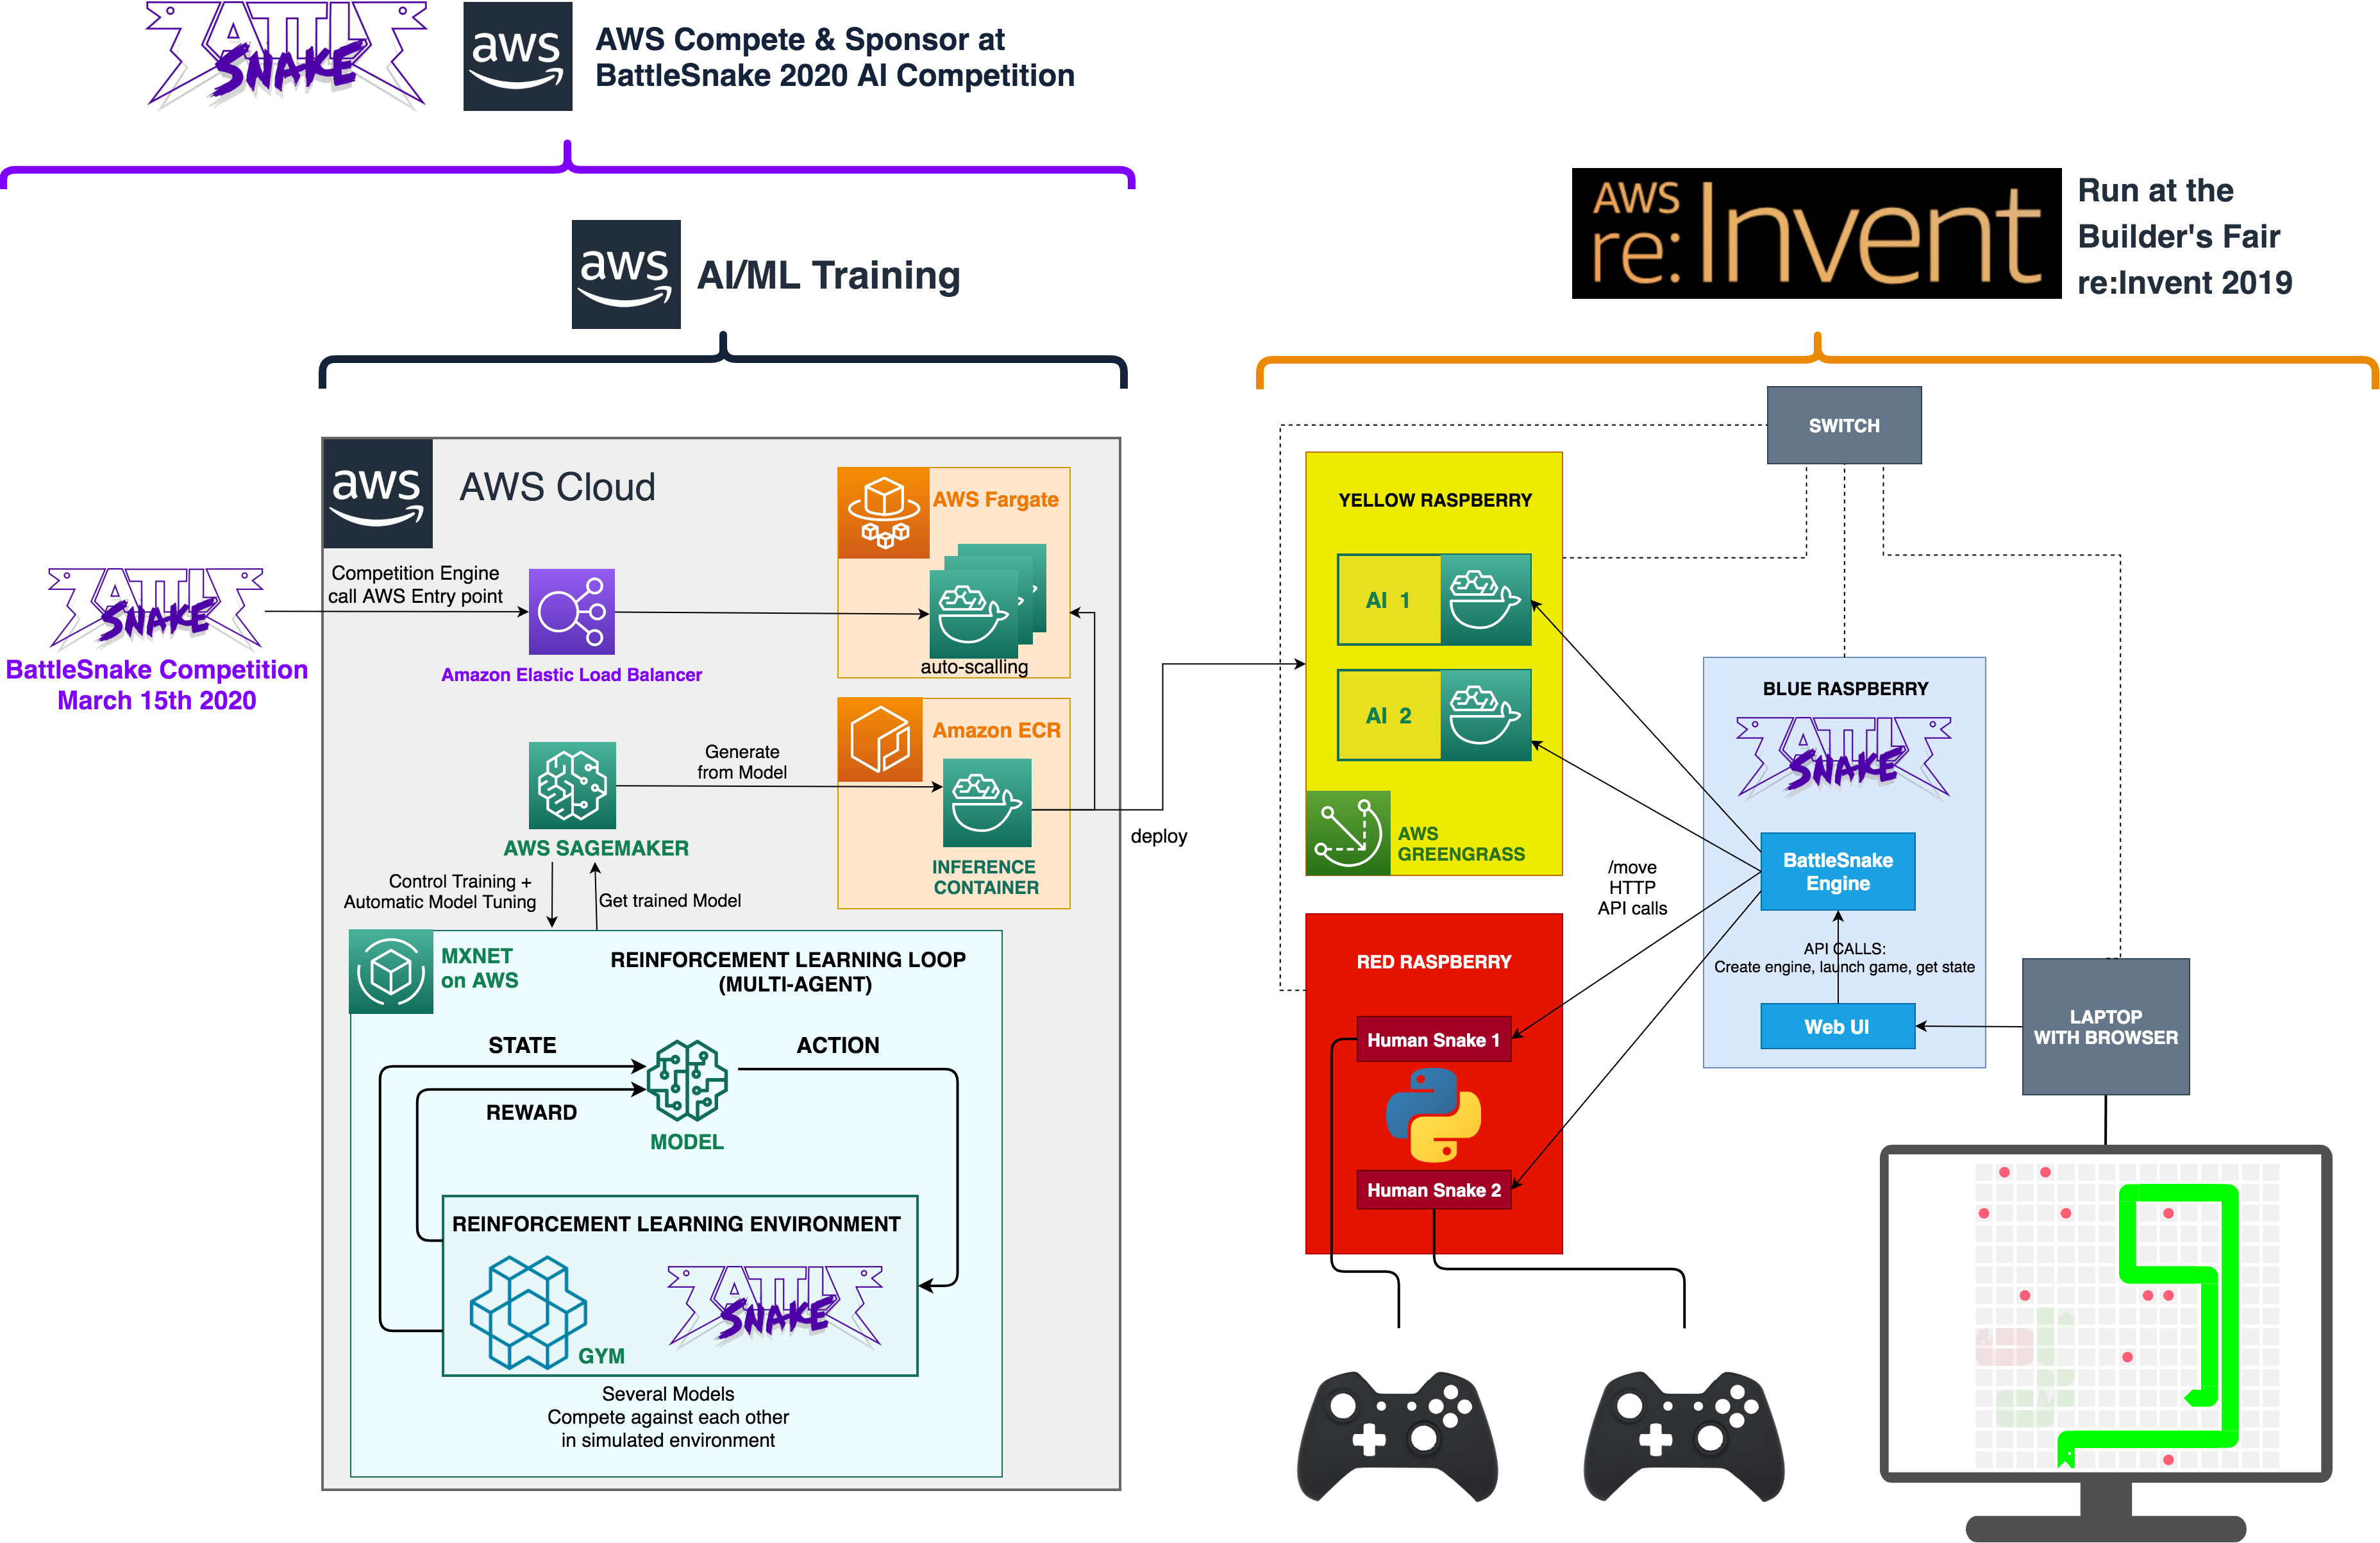 BATTLE
SNAKE
aws
AWS Compete & Sponsor at
BattleSnake 2020 AI Competition
aws
AI/ML Training
AWS
re:Invent
Run at the
Builder's Fair
re:Invent 2019
aws
AWS Cloud
AWS Fargate
auto-scalling
Competition Engine
call AWS Entry point
BATTLE
SNAKE
BattleSnake Competition
March 15th 2020
Amazon Elastic Load Balancer
Amazon ECR
Generate
from Model
INFERENCE
CONTAINER
deploy
AWS SAGEMAKER
Control Training +
Automatic Model Tuning
Get trained Model
MXNET
on AWS
REINFORCEMENT LEARNING LOOP
(MULTI-AGENT)
STATE
ACTION
REWARD
MODEL
REINFORCEMENT LEARNING ENVIRONMENT
GYM
BATTLE
SNAKE
Several Models
Compete against each other
in simulated environment
SWITCH
YELLOW RASPBERRY
AI 1
AI 2
AWS
GREENGRASS
/move
HTTP
API calls
RED RASPBERRY
Human Snake 1
Human Snake 2
BLUE RASPBERRY
BATTLE
SNAKE
BattleSnake
Engine
API CALLS:
Create engine, launch game, get state
Web UI
LAPTOP
WITH BROWSER